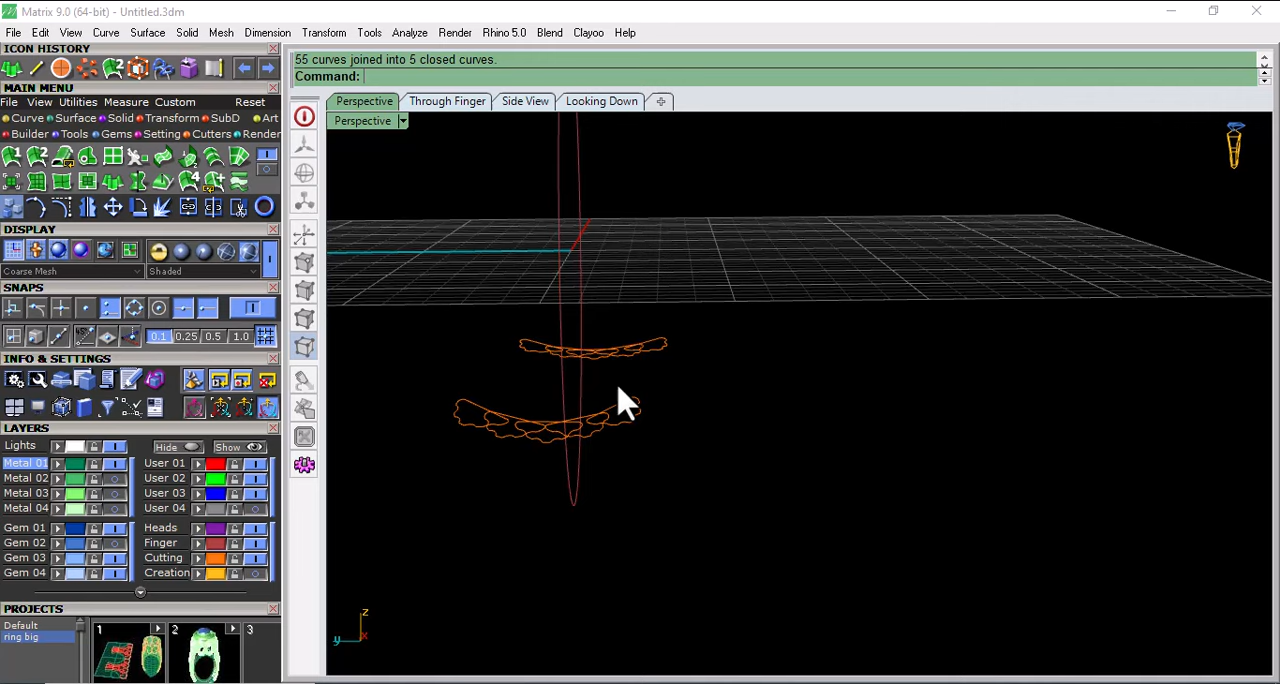 Matrix 9.0 (64-bit) - Untitled.3dm
File Edit View Curve Surface Solid Mesh Dimension Transform Tools Analyze Render Rhino 5.0 Blend Clayoo Help
ICON HISTORY
55 curves joined into 5 closed curves.
Command:
MAIN MENU
File View Utilities Measure Custom Reset
Curve Surface Solid Transform SubD Art
Builder Tools Gems Setting Cutters Render
Perspective Through Finger Side View Looking Down
Perspective
DISPLAY
Coarse Mesh Shaded
SNAPS
0.1 0.25 0.5 1.0
INFO & SETTINGS
LAYERS
Lights Hide Show
Metal 01 User 01
Metal 02 User 02
Metal 03 User 03
Metal 04 User 04
Gem 01 Heads
Gem 02 Finger
Gem 03 Cutting
Gem 04 Creation
PROJECTS
Default
ring big
1 2 3
z
y x